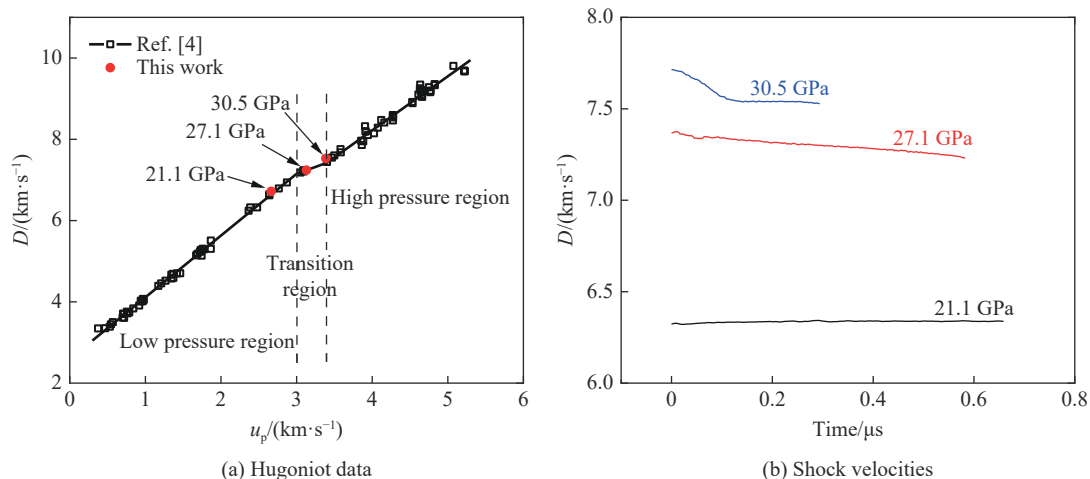 Ref. [4]
This work
30.5 GPa
27.1 GPa
21.1 GPa
High pressure region
Transition
region
Low pressure region
10
8
6
4
2
0
1
2
3
4
5
6
D/(km·s⁻¹)
uₚ/(km·s⁻¹)
(a) Hugoniot data
8.0
7.5
7.0
6.5
6.0
30.5 GPa
27.1 GPa
21.1 GPa
0
0.2
0.4
0.6
0.8
D/(km·s⁻¹)
Time/μs
(b) Shock velocities